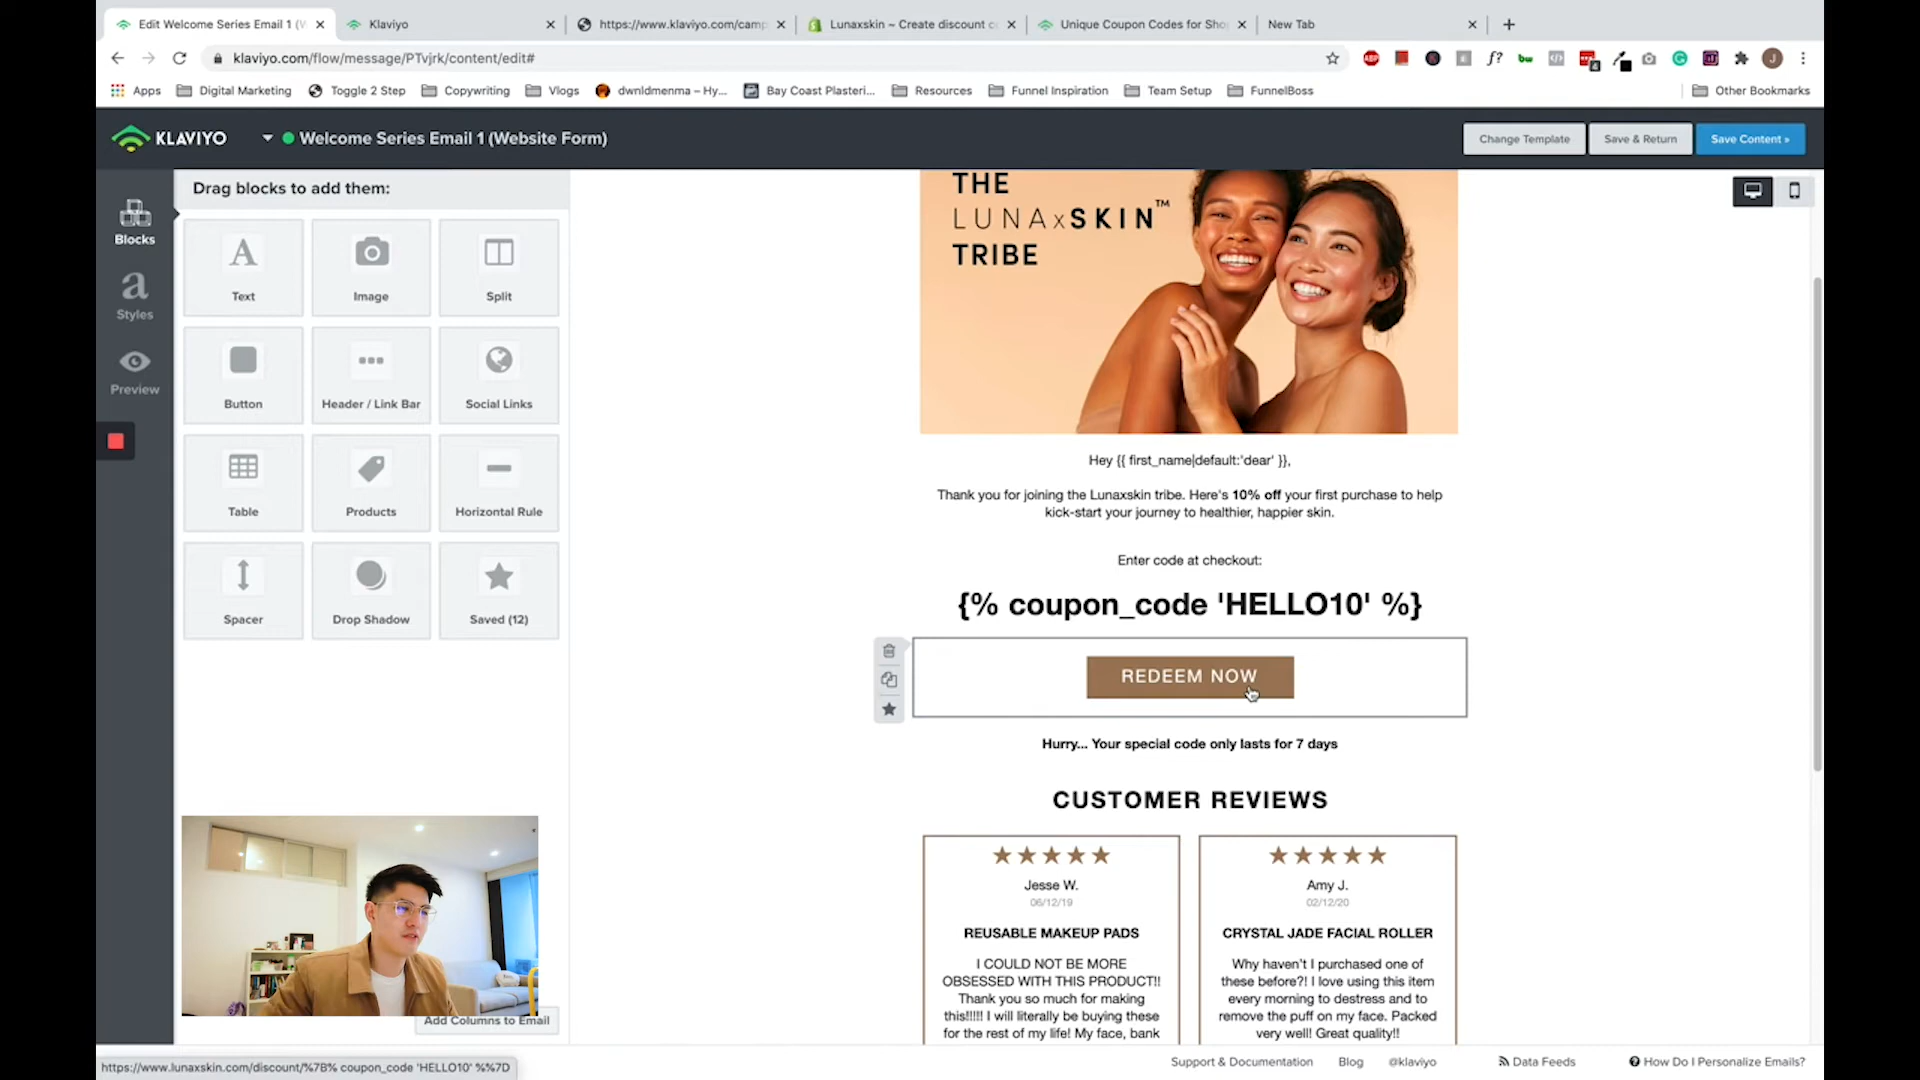 Edit Welcome Series Email 1 (W
Klaviyo
https://www.klaviyo.com/camp
Lunaxskin ~ Create discount c
Unique Coupon Codes for Sho
New Tab
klaviyo.com/flow/message/PTvjrk/content/edit#
Apps
Digital Marketing
Toggle 2 Step
Copywriting
Vlogs
dwnldmenma – Hy...
Bay Coast Plasteri...
Resources
Funnel Inspiration
Team Setup
FunnelBoss
Other Bookmarks
KLAVIYO
Welcome Series Email 1 (Website Form)
Change Template
Save & Return
Save Content »
Blocks
Styles
Preview
Drag blocks to add them:
Text
Image
Split
Button
Header / Link Bar
Social Links
Table
Products
Horizontal Rule
Spacer
Drop Shadow
Saved (12)
Add Columns to Email
THE
LUNAxSKIN™
TRIBE
Hey {{ first_name|default:'dear' }},
Thank you for joining the Lunaxskin tribe. Here's 10% off your first purchase to help
kick-start your journey to healthier, happier skin.
Enter code at checkout:
{% coupon_code 'HELLO10' %}
REDEEM NOW
Hurry... Your special code only lasts for 7 days
CUSTOMER REVIEWS
Jesse W.
06/12/19
REUSABLE MAKEUP PADS
I COULD NOT BE MORE
OBSESSED WITH THIS PRODUCT!!
Thank you so much for making
this!!!!! I will literally be buying these
for the rest of my life! My face, bank
Amy J.
02/12/20
CRYSTAL JADE FACIAL ROLLER
Why haven't I purchased one of
these before?! I love using this item
every morning to destress and to
remove the puff on my face. Packed
very well! Great quality!!
https://www.lunaxskin.com/discount/%7B% coupon_code 'HELLO10' %%7D
Support & Documentation
Blog
@klaviyo
Data Feeds
How Do I Personalize Emails?